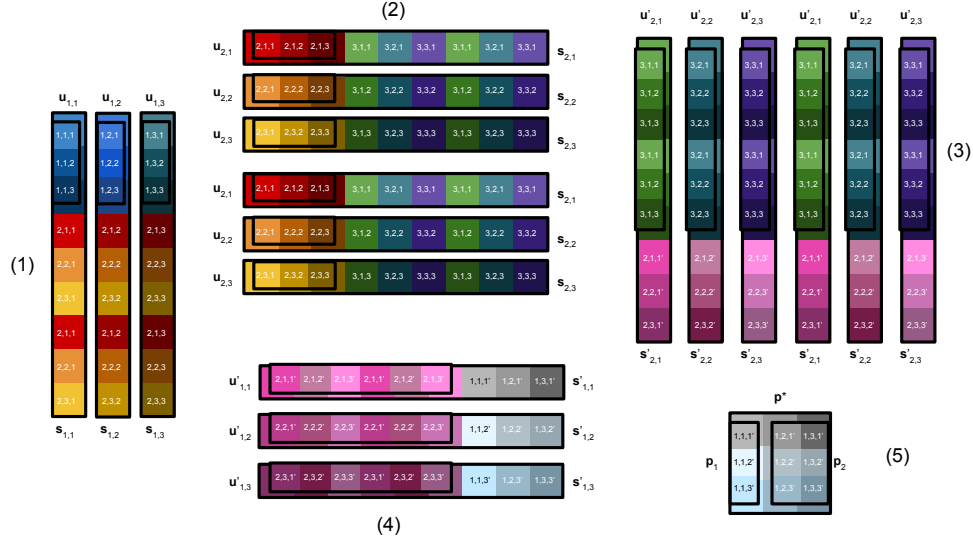 (1)
u1,1 u1,2 u1,3
1,1,1 1,2,1 1,3,1
1,1,2 1,2,2 1,3,2
1,1,3 1,2,3 1,3,3
2,1,1 2,1,2 2,1,3
2,2,1 2,2,2 2,2,3
2,3,1 2,3,2 2,3,3
2,1,1 2,1,2 2,1,3
2,2,1 2,2,2 2,2,3
2,3,1 2,3,2 2,3,3
s1,1 s1,2 s1,3
(2)
u2,1 2,1,1 2,1,2 2,1,3 3,1,1 3,2,1 3,3,1 3,1,1 3,2,1 3,3,1 s2,1
u2,2 2,2,1 2,2,2 2,2,3 3,1,2 3,2,2 3,3,2 3,1,2 3,2,2 3,3,2 s2,2
u2,3 2,3,1 2,3,2 2,3,3 3,1,3 3,2,3 3,3,3 3,1,3 3,2,3 3,3,3 s2,3
u2,1 2,1,1 2,1,2 2,1,3 3,1,1 3,2,1 3,3,1 3,1,1 3,2,1 3,3,1 s2,1
u2,2 2,2,1 2,2,2 2,2,3 3,1,2 3,2,2 3,3,2 3,1,2 3,2,2 3,3,2 s2,2
u2,3 2,3,1 2,3,2 2,3,3 3,1,3 3,2,3 3,3,3 3,1,3 3,2,3 3,3,3 s2,3
u'2,1 u'2,2 u'2,3 u'2,1 u'2,2 u'2,3
3,1,1 3,2,1 3,3,1 3,1,1 3,2,1 3,3,1
3,1,2 3,2,2 3,3,2 3,1,2 3,2,2 3,3,2
3,1,3 3,2,3 3,3,3 3,1,3 3,2,3 3,3,3
3,1,1 3,2,1 3,3,1 3,1,1 3,2,1 3,3,1
3,1,2 3,2,2 3,3,2 3,1,2 3,2,2 3,3,2
3,1,3 3,2,3 3,3,3 3,1,3 3,2,3 3,3,3
2,1,1' 2,1,2' 2,1,3' 2,1,1' 2,1,2' 2,1,3'
2,2,1' 2,2,2' 2,2,3' 2,2,1' 2,2,2' 2,2,3'
2,3,1' 2,3,2' 2,3,3' 2,3,1' 2,3,2' 2,3,3'
s'2,1 s'2,2 s'2,3 s'2,1 s'2,2 s'2,3
(3)
u'1,1 2,1,1' 2,1,2' 2,1,3' 2,1,1' 2,1,2' 2,1,3' 1,1,1' 1,2,1' 1,3,1' s'1,1
u'1,2 2,2,1' 2,2,2' 2,2,3' 2,2,1' 2,2,2' 2,2,3' 1,1,2' 1,2,2' 1,3,2' s'1,2
u'1,3 2,3,1' 2,3,2' 2,3,3' 2,3,1' 2,3,2' 2,3,3' 1,1,3' 1,2,3' 1,3,3' s'1,3
(4)
p*
1,1,1' 1,2,1' 1,3,1'
p1 1,1,2' 1,2,2' 1,3,2' p2
1,1,3' 1,2,3' 1,3,3'
(5)